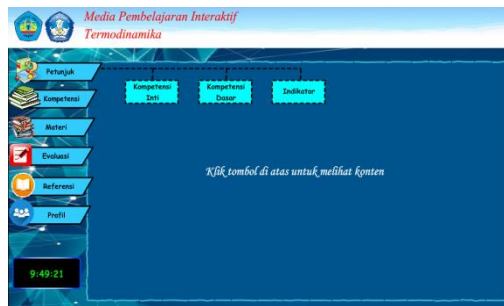 Media Pembelajaran Interaktif
Termodinamika
Petunjuk
Kompetensi
Materi
Evaluasi
Referensi
Profil
Kompetensi
Inti
Kompetensi
Dasar
Indikator
Klik tombol di atas untuk melihat konten
9:49:21